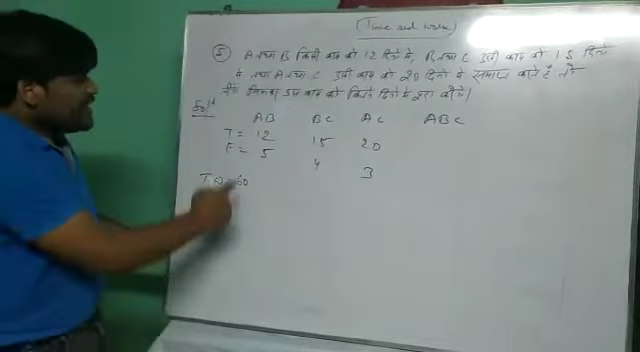 (Time and work)
⑤ A तथा B किसी काम को 12 दिनों में, B तथा C उसी काम को 15 दिनों
में तथा A तथा C उसी काम को 20 दिनों में समाप्त करते हैं तो
तीनों मिलकर उस काम को कितने दिनों में पूरा करेंगे।
Solⁿ AB BC AC ABC
T = 12 15 20
E = 5 4 3
T.W = 60